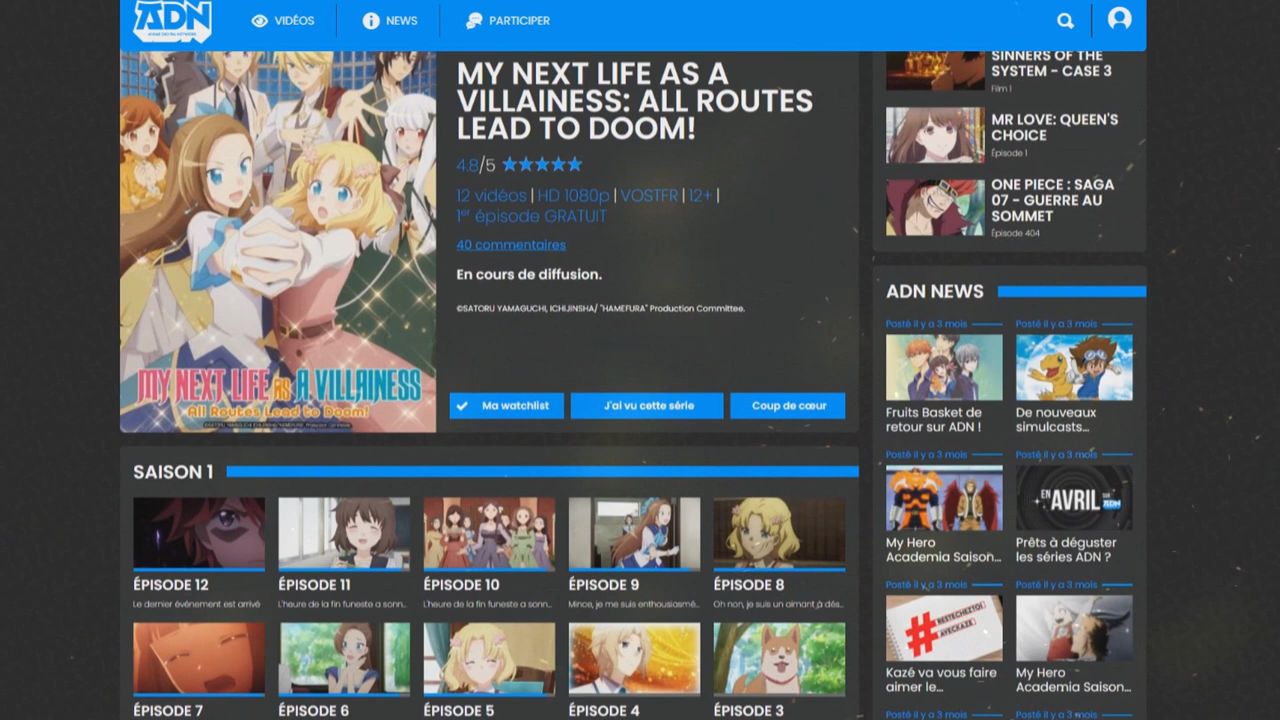 ADN
ANIME DIGITAL NETWORK
VIDÉOS
NEWS
PARTICIPER
MY NEXT LIFE AS A
VILLAINESS: ALL ROUTES
LEAD TO DOOM!
4.8/5
12 vidéos | HD 1080p | VOSTFR | 12+ |
1er épisode GRATUIT
40 commentaires
En cours de diffusion.
©SATORU YAMAGUCHI, ICHIJINSHA/ "HAMEFURA" Production Committee.
Ma watchlist
J'ai vu cette série
Coup de cœur
MY NEXT LIFE AS A VILLAINESS
All Routes Lead to Doom!
SAISON 1
ÉPISODE 12
Le dernier événement est arrivé
ÉPISODE 11
L'heure de la fin funeste a sonn...
ÉPISODE 10
L'heure de la fin funeste a sonn...
ÉPISODE 9
Mince, je me suis enthousiasmé...
ÉPISODE 8
Oh non, je suis un aimant à dés...
ÉPISODE 7
ÉPISODE 6
ÉPISODE 5
ÉPISODE 4
ÉPISODE 3
SINNERS OF THE
SYSTEM - CASE 3
Film 1
MR LOVE: QUEEN'S
CHOICE
Épisode 1
ONE PIECE : SAGA
07 - GUERRE AU
SOMMET
Épisode 404
ADN NEWS
Posté il y a 3 mois
Fruits Basket de
retour sur ADN !
Posté il y a 3 mois
De nouveaux
simulcasts...
Posté il y a 3 mois
My Hero
Academia Saison...
Posté il y a 3 mois
EN AVRIL SUR ADN
Prêts à déguster
les séries ADN ?
Posté il y a 3 mois
#RESTECHEZTOI
AVECKAZE
Kazé va vous faire
aimer le...
Posté il y a 3 mois
My Hero
Academia Saison...
Posté il y a 3 mois
Posté il y a 3 mois